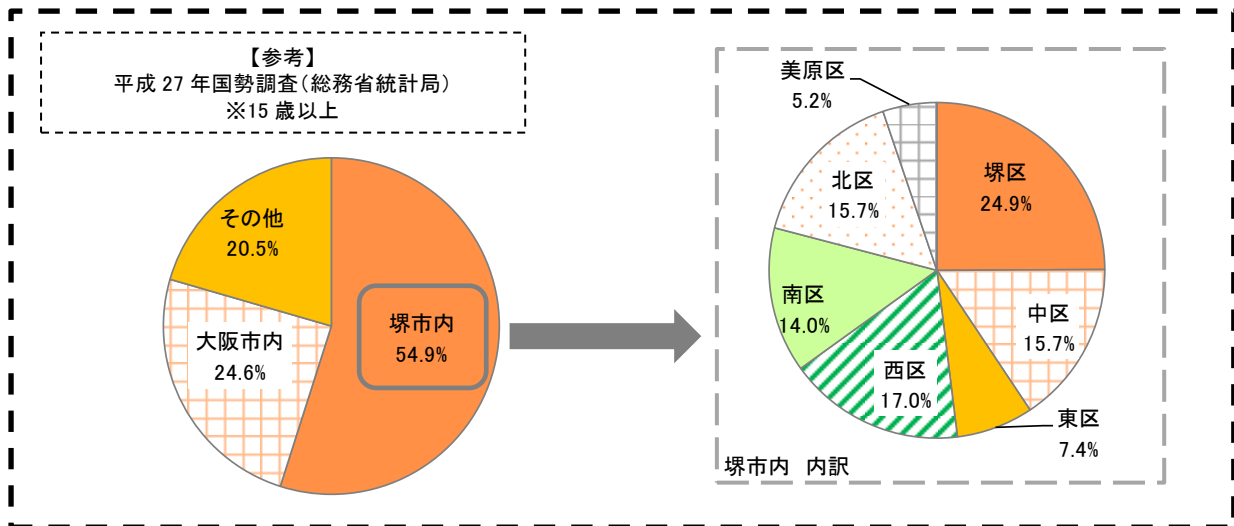 【参考】
平成 27 年国勢調査(総務省統計局)
※15 歳以上
その他
20.5%
大阪市内
24.6%
堺市内
54.9%
美原区
5.2%
堺区
24.9%
北区
15.7%
南区
14.0%
中区
15.7%
西区
17.0%
東区
7.4%
堺市内 内訳